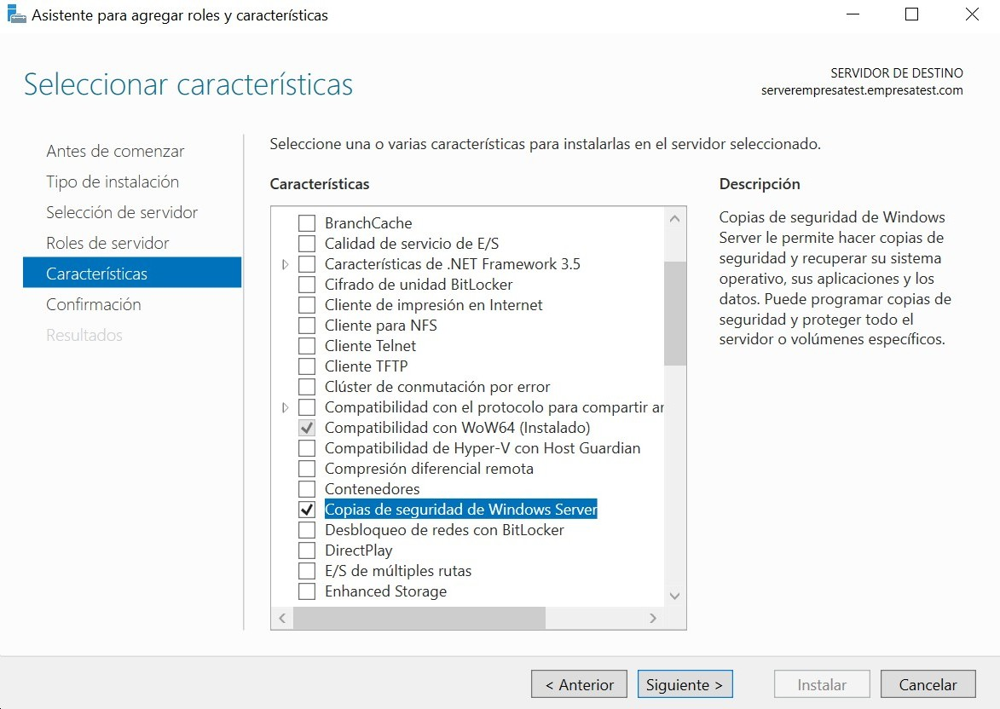 Asistente para agregar roles y características
Seleccionar características
SERVIDOR DE DESTINO
serverempresatest.empresatest.com
Antes de comenzar
Tipo de instalación
Selección de servidor
Roles de servidor
Características
Confirmación
Resultados
Seleccione una o varias características para instalarlas en el servidor seleccionado.
Características
BranchCache
Calidad de servicio de E/S
Características de .NET Framework 3.5
Cifrado de unidad BitLocker
Cliente de impresión en Internet
Cliente para NFS
Cliente Telnet
Cliente TFTP
Clúster de conmutación por error
Compatibilidad con el protocolo para compartir ar
Compatibilidad con WoW64 (Instalado)
Compatibilidad de Hyper-V con Host Guardian
Compresión diferencial remota
Contenedores
Copias de seguridad de Windows Server
Desbloqueo de redes con BitLocker
DirectPlay
E/S de múltiples rutas
Enhanced Storage
Descripción
Copias de seguridad de Windows
Server le permite hacer copias de
seguridad y recuperar su sistema
operativo, sus aplicaciones y los
datos. Puede programar copias de
seguridad y proteger todo el
servidor o volúmenes específicos.
< Anterior
Siguiente >
Instalar
Cancelar